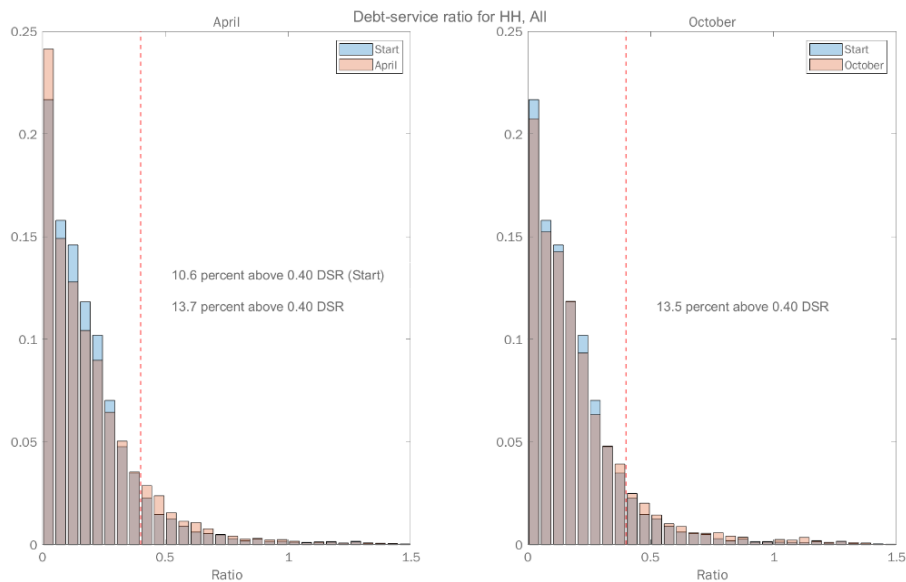 Debt-service ratio for HH, All
April
0.25
0.2
0.15
0.1
0.05
0
0
0.5
1
1.5
Ratio
Start
April
10.6 percent above 0.40 DSR (Start)
13.7 percent above 0.40 DSR
October
0.25
0.2
0.15
0.1
0.05
0
0
0.5
1
1.5
Ratio
Start
October
13.5 percent above 0.40 DSR